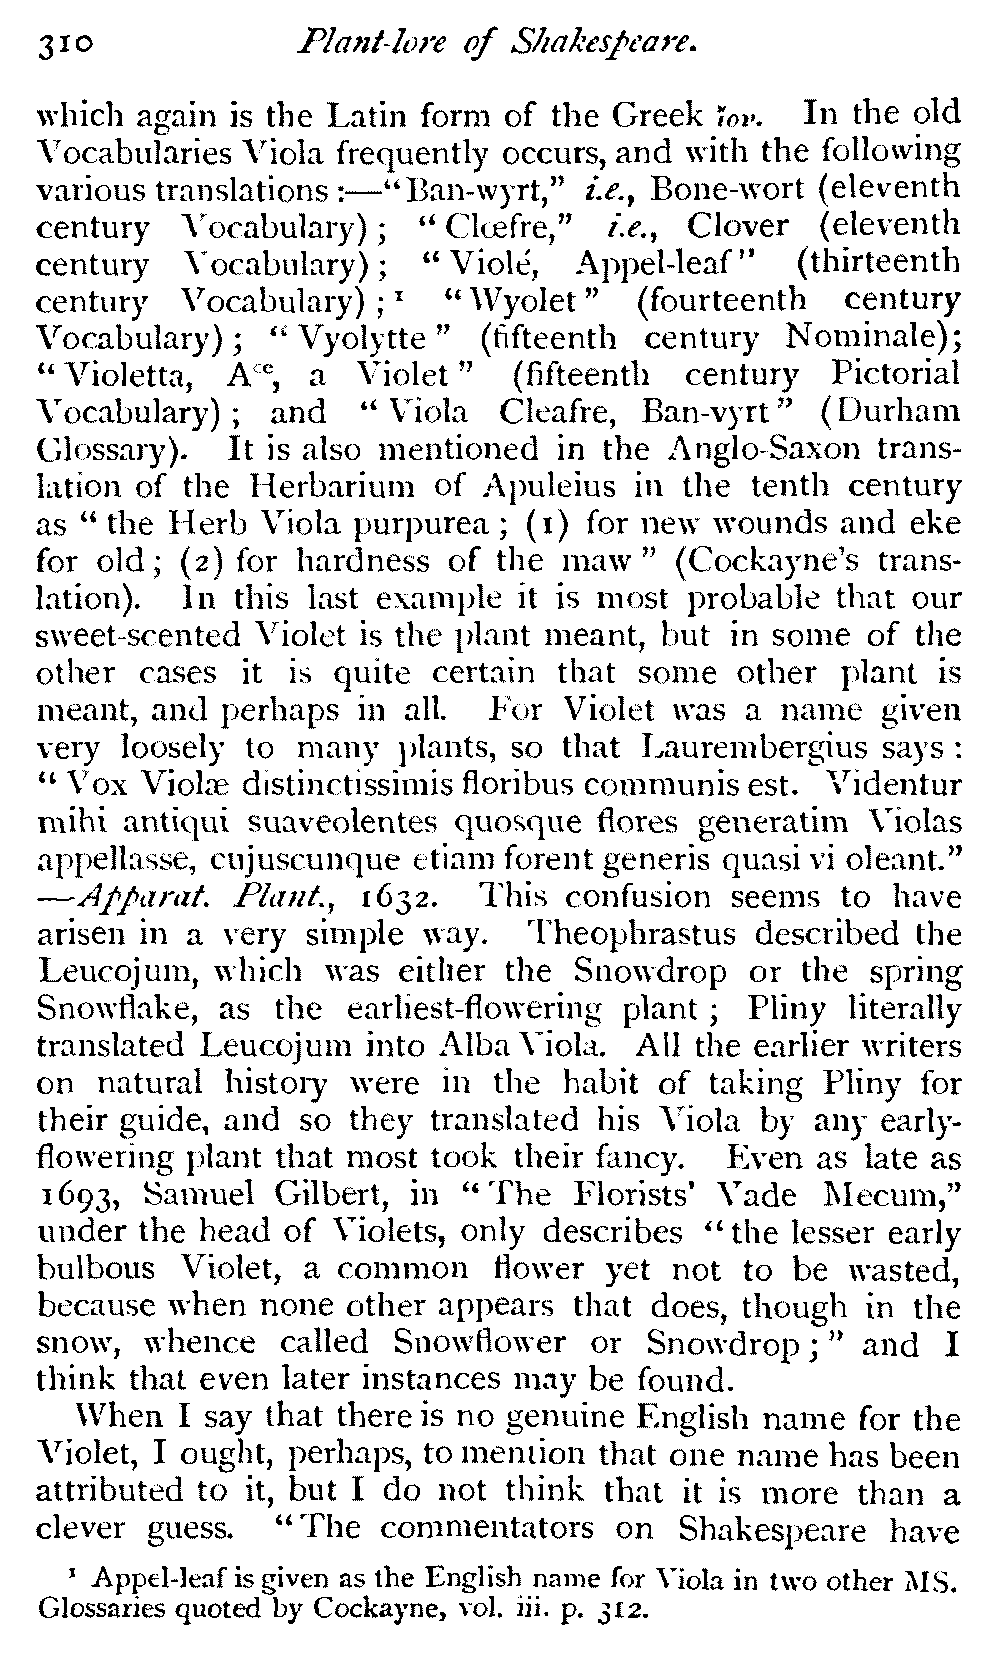 310 Plant-lore of Shakespeare.
which again is the Latin form of the Greek ἴον. In the old
Vocabularies Viola frequently occurs, and with the following
various translations :—“Ban-wyrt,” i.e., Bone-wort (eleventh
century Vocabulary) ; “Clœfre,” i.e., Clover (eleventh
century Vocabulary) ; “Violé, Appel-leaf” (thirteenth
century Vocabulary) ;¹ “Wyolet” (fourteenth century
Vocabulary) ; “Vyolytte” (fifteenth century Nominale);
“Violetta, Aᶜᵉ, a Violet” (fifteenth century Pictorial
Vocabulary) ; and “Viola Cleafre, Ban-vyrt” (Durham
Glossary). It is also mentioned in the Anglo-Saxon trans-
lation of the Herbarium of Apuleius in the tenth century
as “the Herb Viola purpurea ; (1) for new wounds and eke
for old ; (2) for hardness of the maw” (Cockayne’s trans-
lation). In this last example it is most probable that our
sweet-scented Violet is the plant meant, but in some of the
other cases it is quite certain that some other plant is
meant, and perhaps in all. For Violet was a name given
very loosely to many plants, so that Laurembergius says :
“Vox Violæ distinctissimis floribus communis est. Videntur
mihi antiqui suaveolentes quosque flores generatim Violas
appellasse, cujuscunque etiam forent generis quasi vi oleant.”
—Apparat. Plant., 1632. This confusion seems to have
arisen in a very simple way. Theophrastus described the
Leucojum, which was either the Snowdrop or the spring
Snowflake, as the earliest-flowering plant ; Pliny literally
translated Leucojum into Alba Viola. All the earlier writers
on natural history were in the habit of taking Pliny for
their guide, and so they translated his Viola by any early-
flowering plant that most took their fancy. Even as late as
1693, Samuel Gilbert, in “The Florists’ Vade Mecum,”
under the head of Violets, only describes “the lesser early
bulbous Violet, a common flower yet not to be wasted,
because when none other appears that does, though in the
snow, whence called Snowflower or Snowdrop ;” and I
think that even later instances may be found.
When I say that there is no genuine English name for the
Violet, I ought, perhaps, to mention that one name has been
attributed to it, but I do not think that it is more than a
clever guess. “The commentators on Shakespeare have
¹ Appel-leaf is given as the English name for Viola in two other MS.
Glossaries quoted by Cockayne, vol. iii. p. 312.